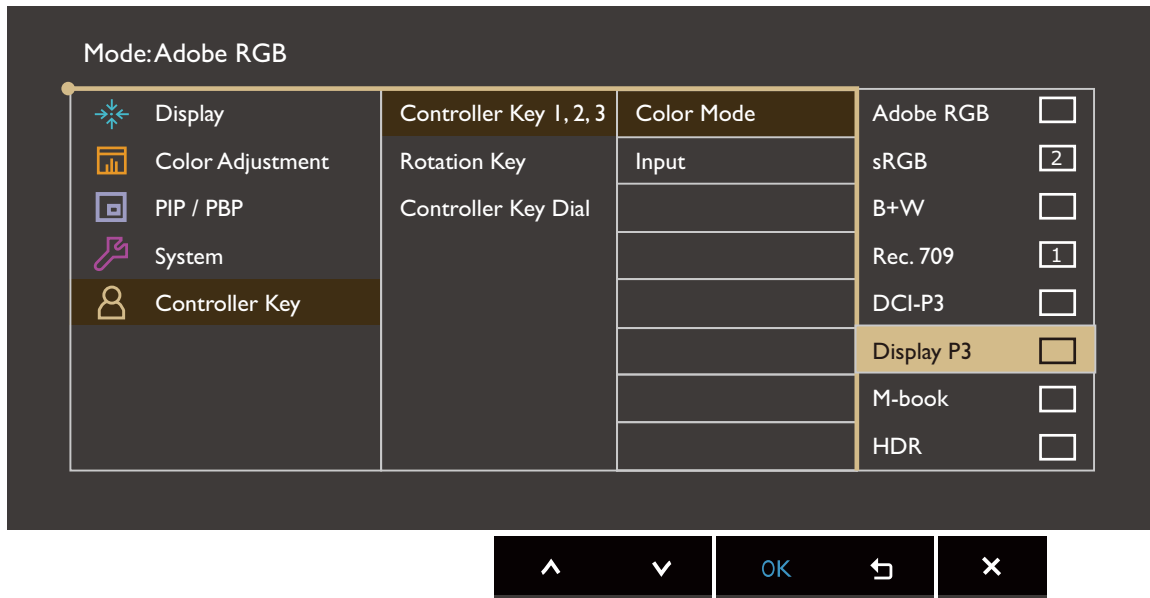 Mode: Adobe RGB
Display
Color Adjustment
PIP / PBP
System
Controller Key
Controller Key 1, 2, 3
Rotation Key
Controller Key Dial
Color Mode
Input
Adobe RGB
sRGB 2
B+W
Rec. 709 1
DCI-P3
Display P3
M-book
HDR
OK